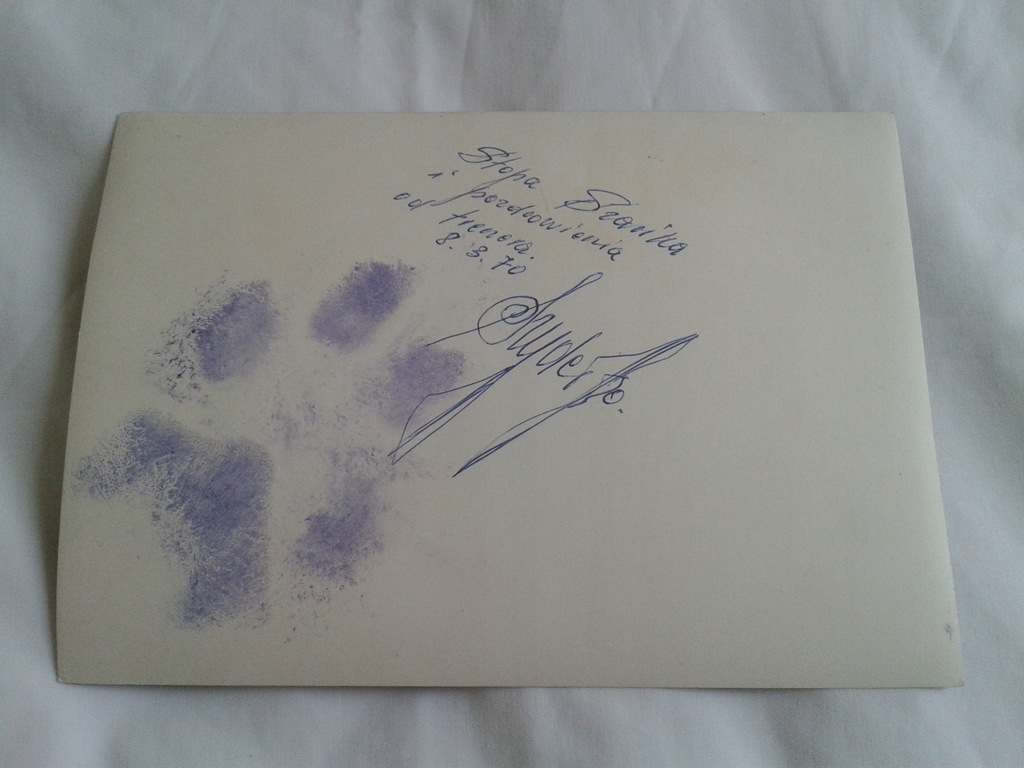 Stopa Szarika
i pozdrowienia
od trenera.
8.3.70